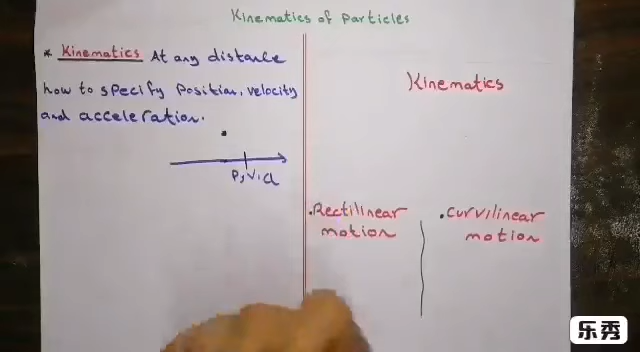 Kinematics of Particles
* Kinematics At any distance
how to specify Position, velocity
and acceleration.
P, V, a
Kinematics
.Rectilinear
motion
.Curvilinear
motion
乐秀